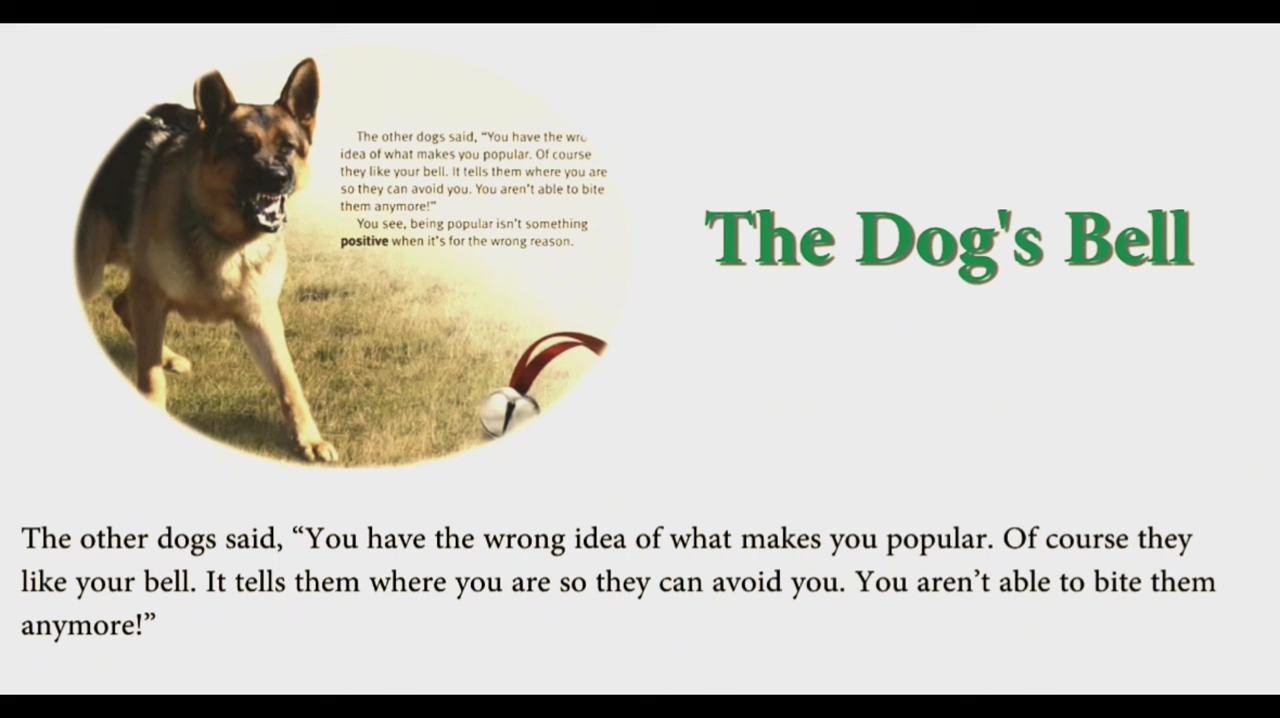 The other dogs said, “You have the
idea of what makes you popular. Of course
they like your bell. It tells them where you are
so they can avoid you. You aren’t able to bite
them anymore!”
You see, being popular isn’t something
positive when it’s for the wrong reason.
The Dog's Bell
The other dogs said, “You have the wrong idea of what makes you popular. Of course they
like your bell. It tells them where you are so they can avoid you. You aren’t able to bite them
anymore!”